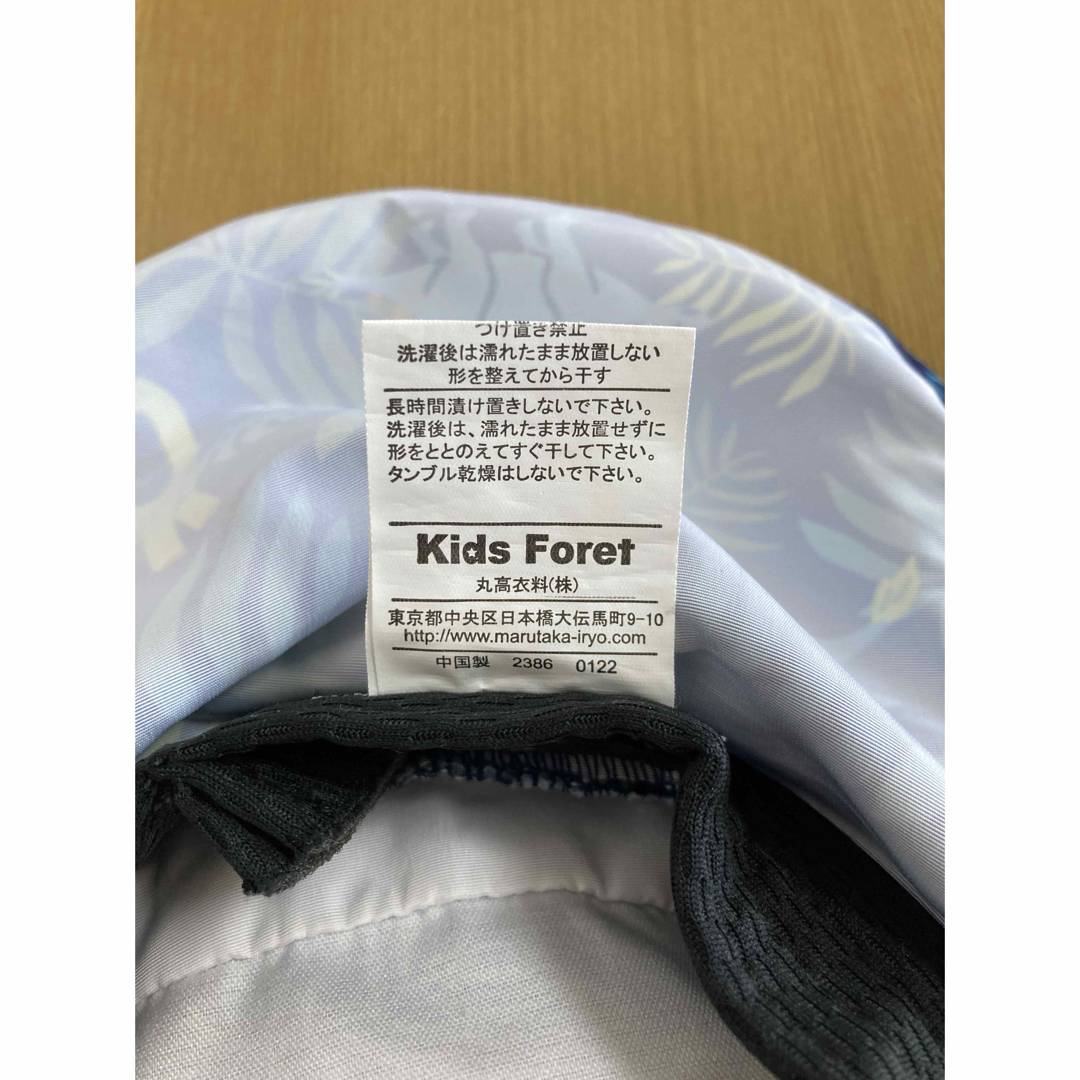 つけ置き禁止
洗濯後は濡れたまま放置しない
形を整えてから干す
長時間漬け置きしないで下さい。
洗濯後は、濡れたまま放置せずに
形をととのえてすぐ干して下さい。
タンブル乾燥はしないで下さい。
Kids Foret
丸高衣料(株)
東京都中央区日本橋大伝馬町9-10
http://www.marutaka-iryo.com
中国製 2386 0122